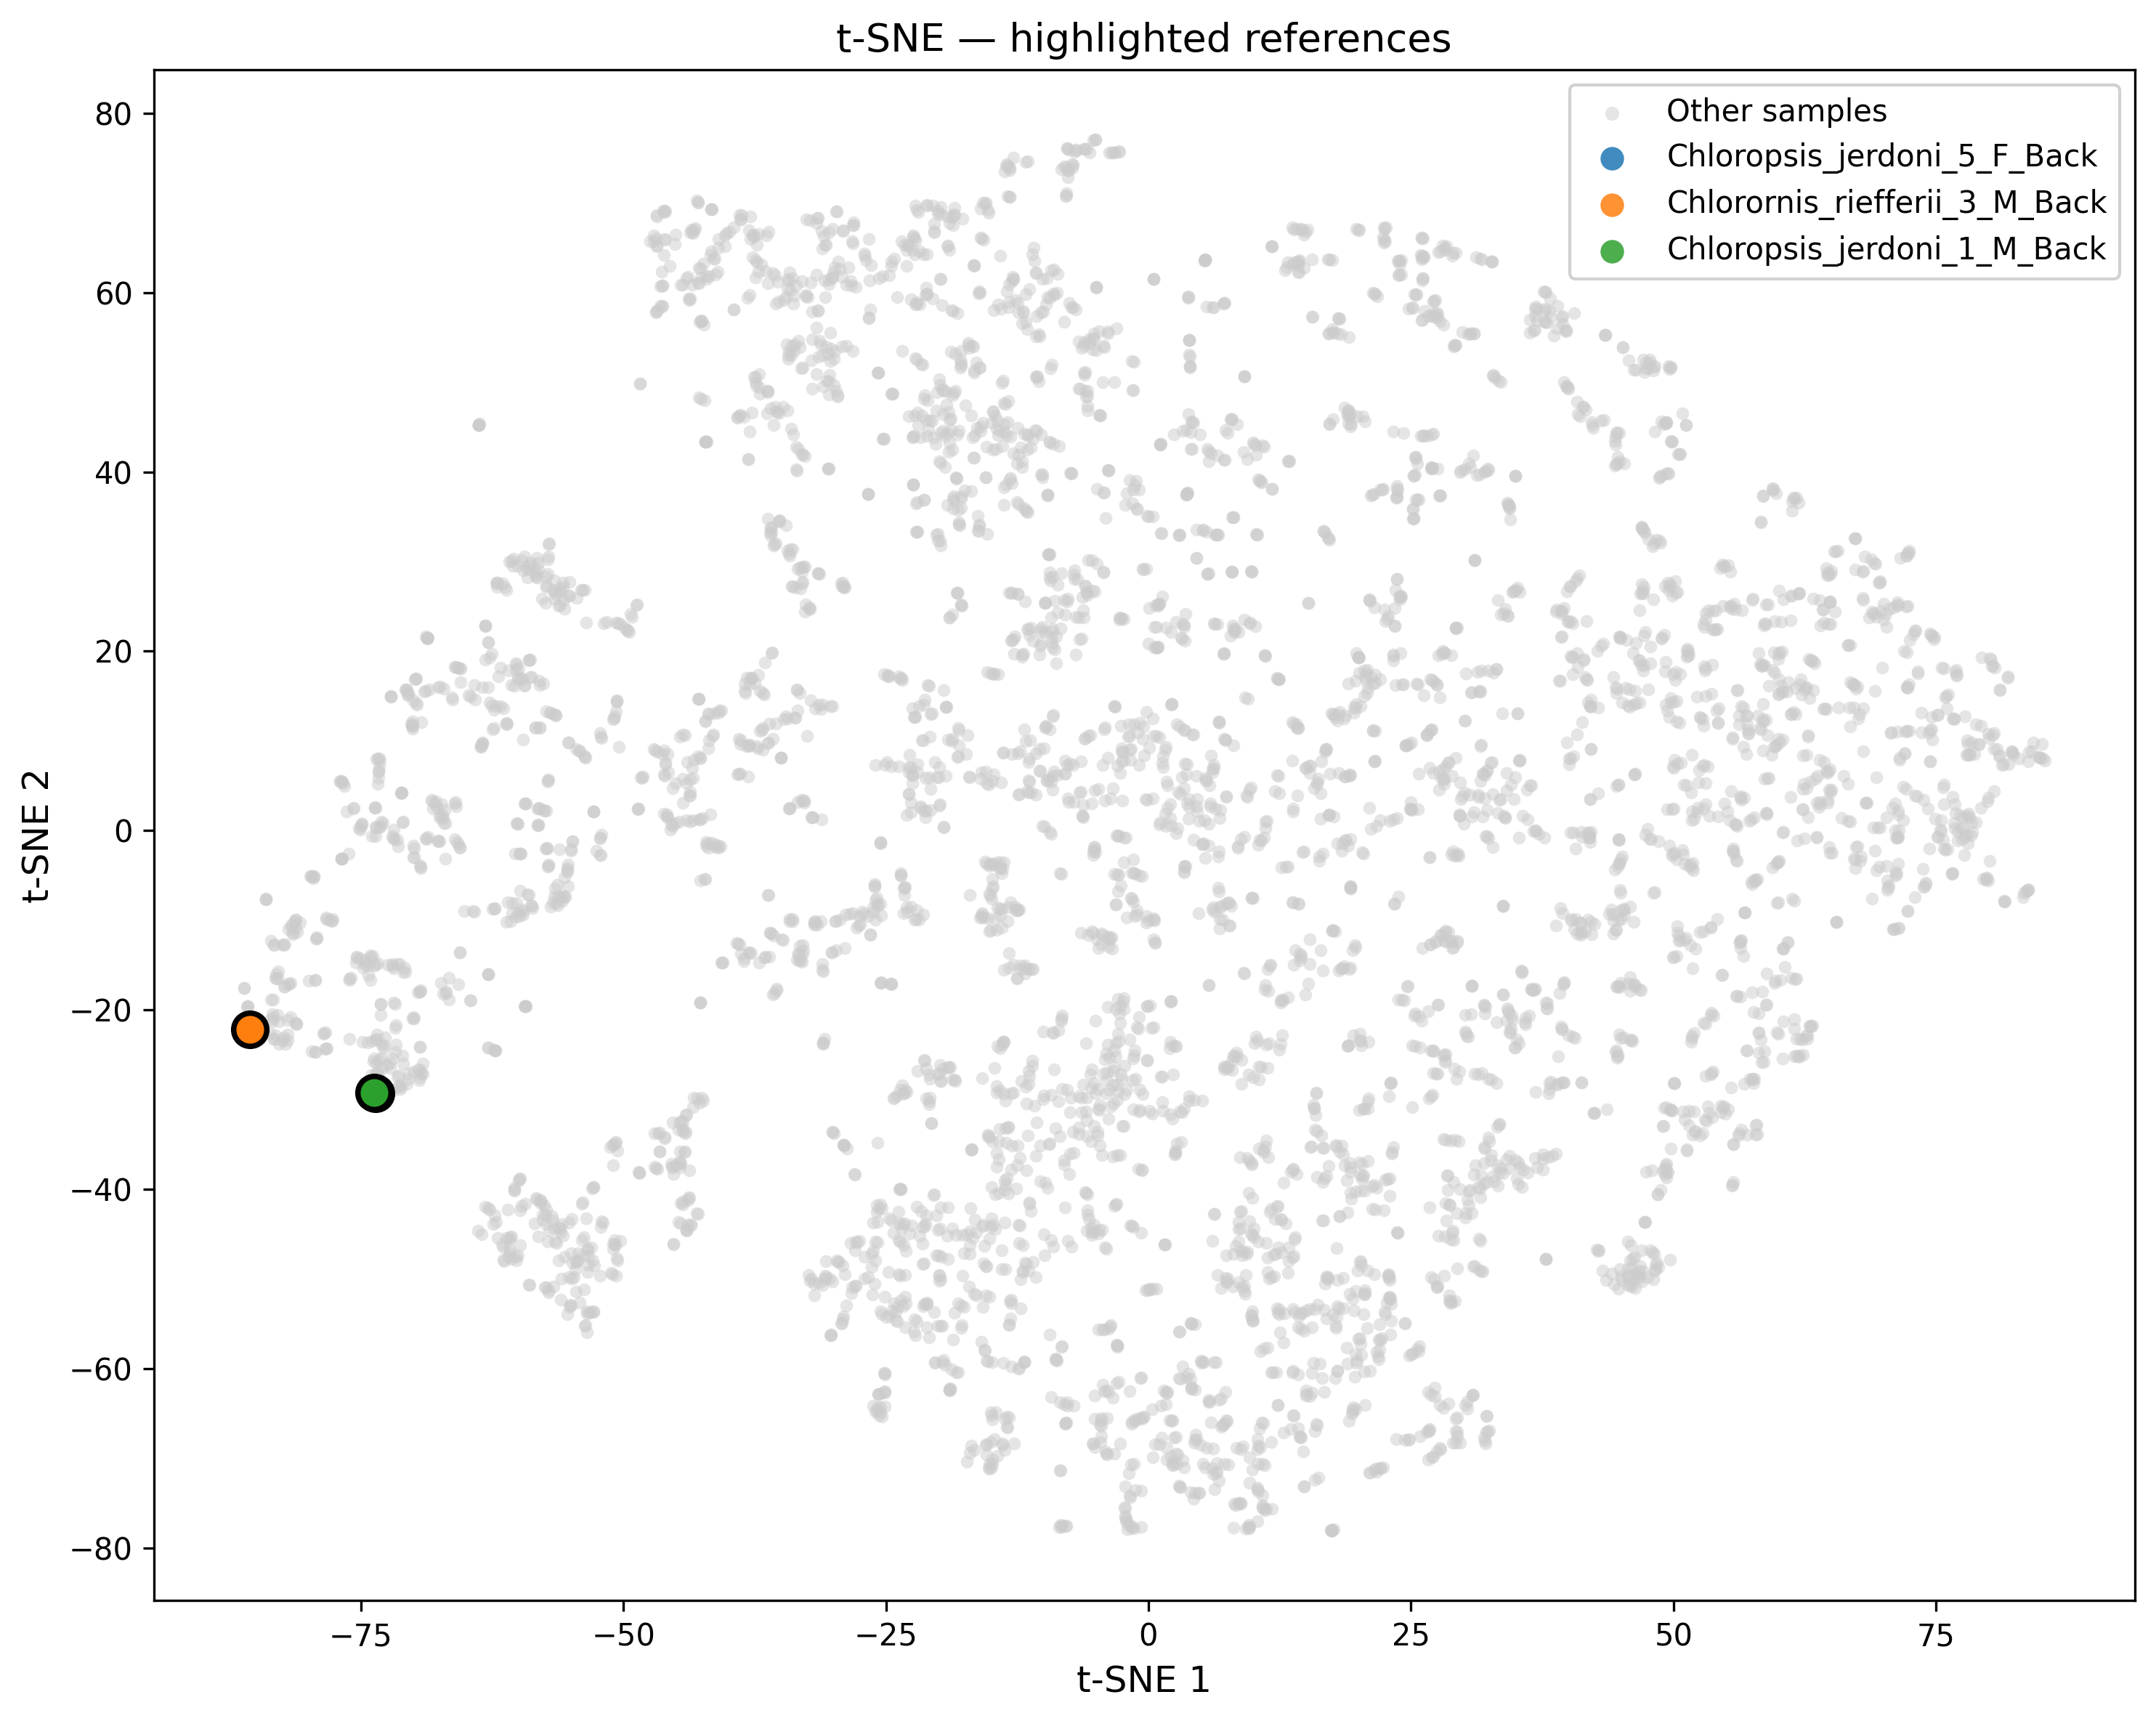 t-SNE — highlighted references
Other samples
Chloropsis_jerdoni_5_F_Back
Chlorornis_riefferii_3_M_Back
Chloropsis_jerdoni_1_M_Back
80
60
40
20
0
−20
−40
−60
−80
t-SNE 2
−75
−50
−25
0
25
50
75
t-SNE 1